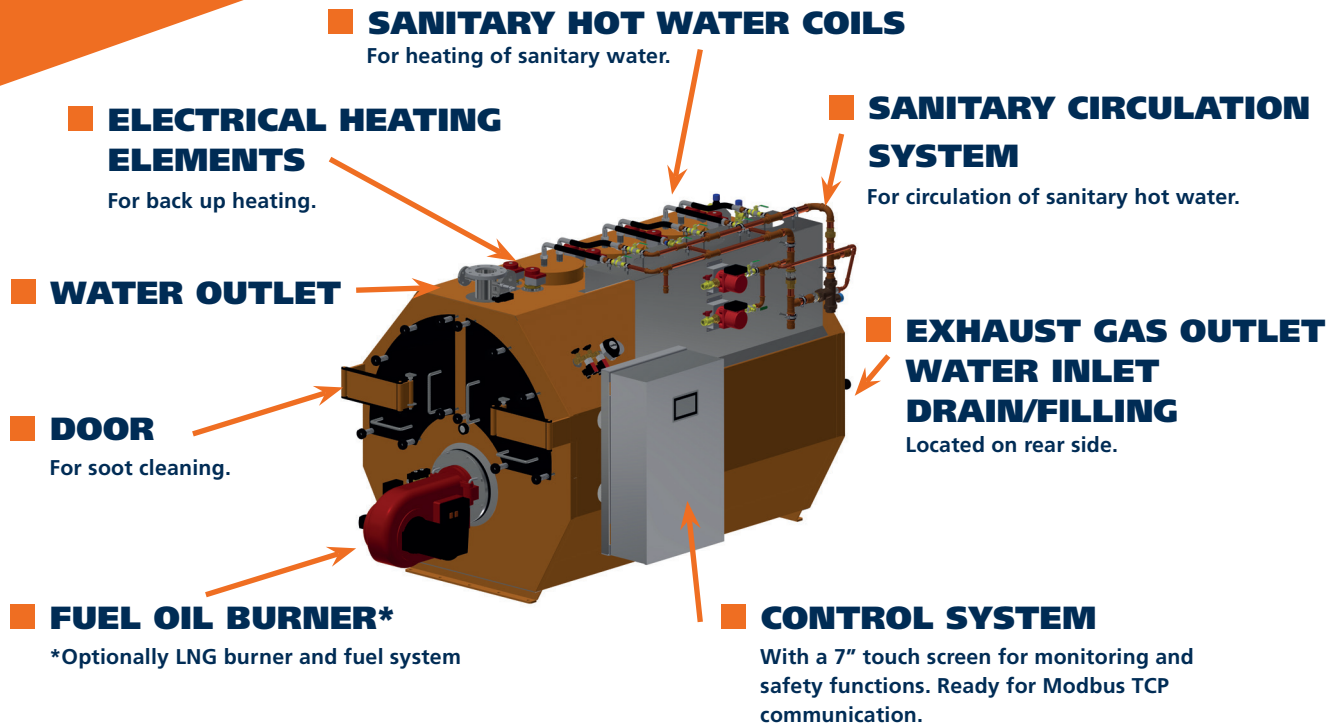 SANITARY HOT WATER COILS
For heating of sanitary water.
ELECTRICAL HEATING
ELEMENTS
For back up heating.
SANITARY CIRCULATION
SYSTEM
For circulation of sanitary hot water.
WATER OUTLET
EXHAUST GAS OUTLET
WATER INLET
DRAIN/FILLING
Located on rear side.
DOOR
For soot cleaning.
FUEL OIL BURNER*
*Optionally LNG burner and fuel system
CONTROL SYSTEM
With a 7” touch screen for monitoring and
safety functions. Ready for Modbus TCP
communication.